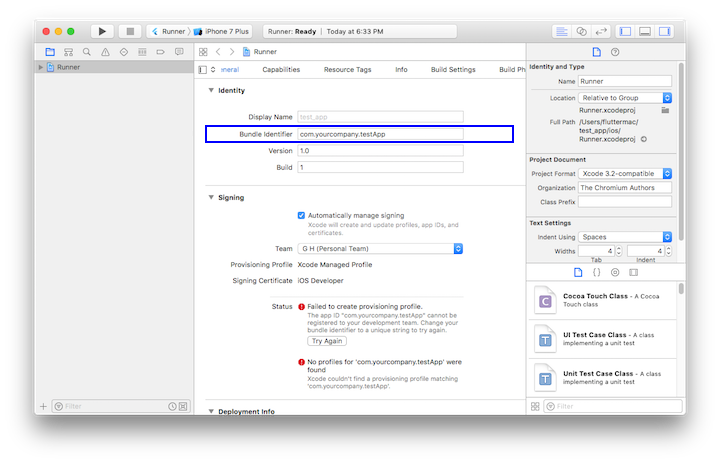 Runner
iPhone 7 Plus
Runner: Ready | Today at 6:33 PM
Runner
Runner
neral
Capabilities
Resource Tags
Info
Build Settings
Build Ph
Identity
Display Name
test_app
Bundle Identifier
com.yourcompany.testApp
Version
1.0
Build
1
Signing
Automatically manage signing
Xcode will create and update profiles, app IDs, and
certificates.
Team
G H (Personal Team)
Provisioning Profile
Xcode Managed Profile
Signing Certificate
iOS Developer
Status
Failed to create provisioning profile.
The app ID "com.yourcompany.testApp" cannot be
registered to your development team. Change your
bundle identifier to a unique string to try again.
Try Again
No profiles for 'com.yourcompany.testApp' were
found
Xcode couldn't find a provisioning profile matching
'com.yourcompany.testApp'.
Deployment Info
Filter
Identity and Type
Name
Runner
Location
Relative to Group
Runner.xcodeproj
Full Path
/Users/fluttermac/
test_app/ios/
Runner.xcodeproj
Project Document
Project Format
Xcode 3.2-compatible
Organization
The Chromium Authors
Class Prefix
Text Settings
Indent Using
Spaces
Widths
4
4
Tab
Indent
C
Cocoa Touch Class - A Cocoa
Touch class
T
UI Test Case Class - A class
implementing a unit test
T
Unit Test Case Class - A class
implementing a unit test
Filter